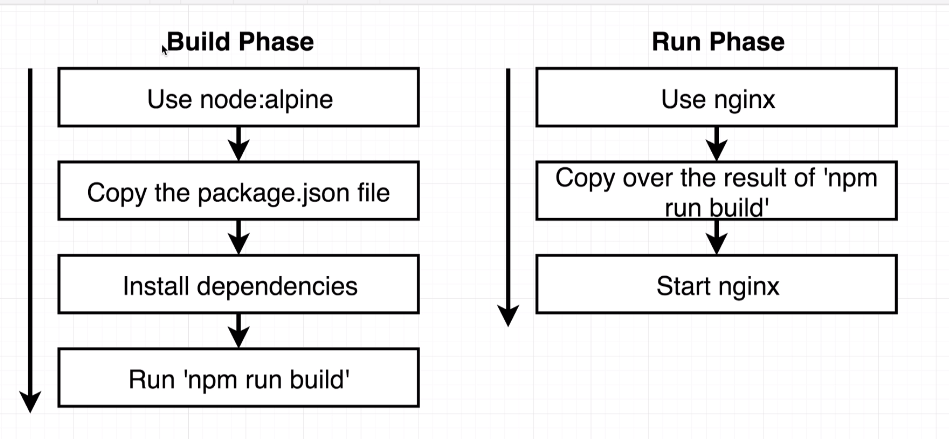 Build Phase
Use node:alpine
Copy the package.json file
Install dependencies
Run 'npm run build'
Run Phase
Use nginx
Copy over the result of 'npm
run build'
Start nginx